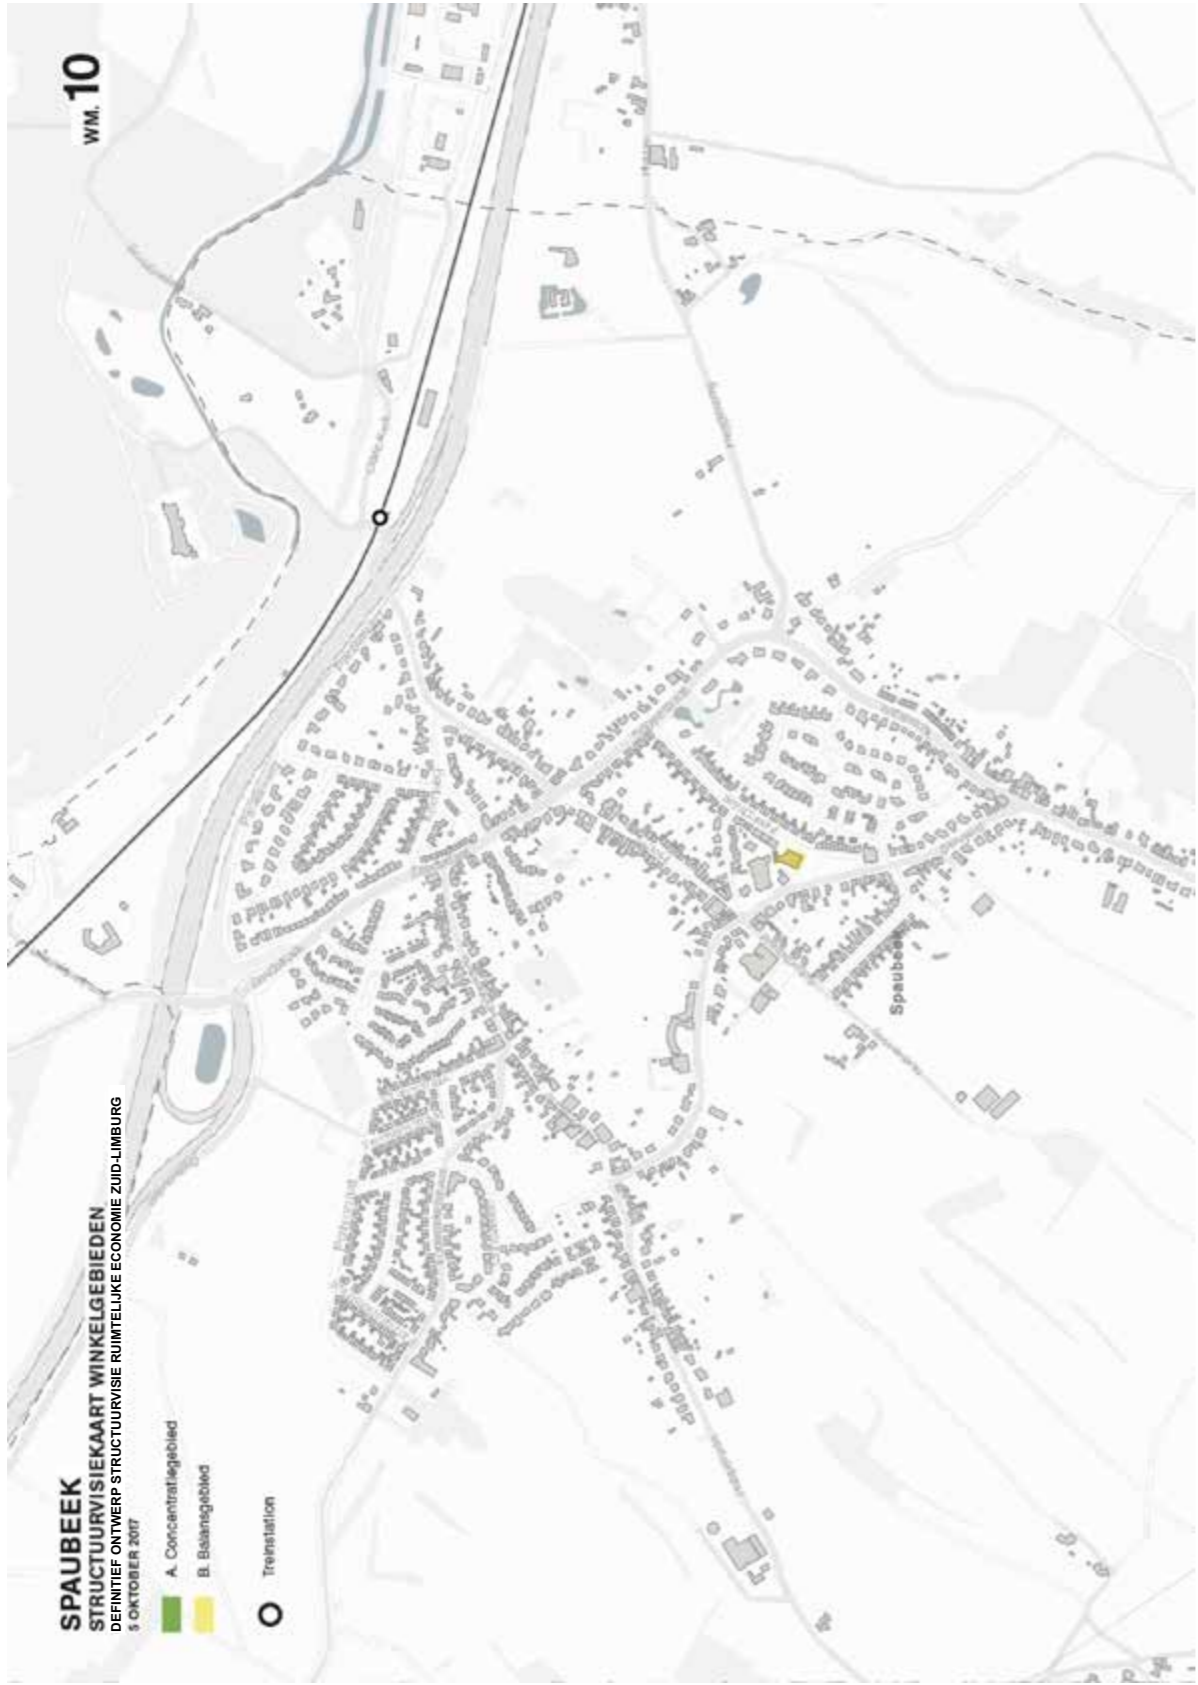 SPAUBEEK
STRUCTUURVISIEKAART WINKELGEBIEDEN
DEFINITIEF ONTWERP STRUCTUURVISIE RUIMTELIJKE ECONOMIE ZUID-LIMBURG
5 OKTOBER 2017
A. Concentratiegebied
B. Balansgebied
Treinstation
WM. 10
Spaubeek